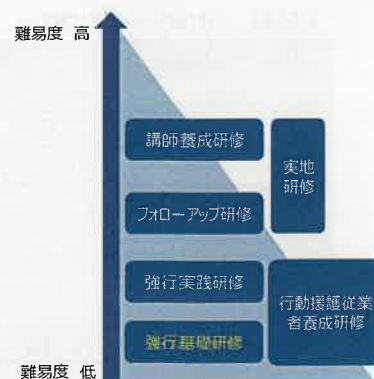 難易度 高
講師養成研修
実地
研修
フォローアップ研修
強行実践研修
行動援護従業
者養成研修
強行基礎研修
難易度 低